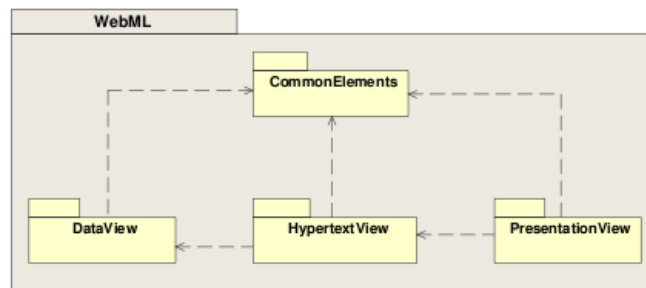 WebML
CommonElements
DataView
HypertextView
PresentationView